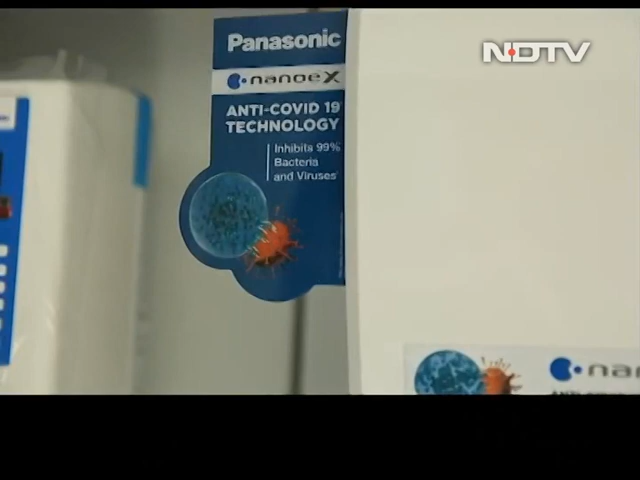 NDTV
Panasonic
nanoeX
ANTI-COVID 19
TECHNOLOGY
Inhibits 99%
Bacteria
and Viruses